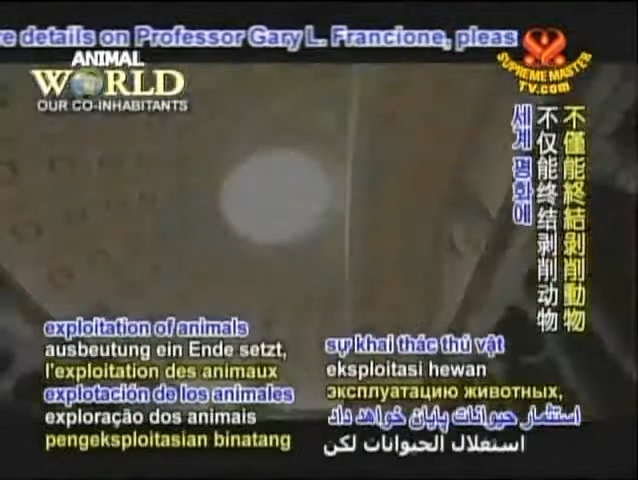 re details on Professor Gary L. Francione, pleas
ANIMAL
WORLD
OUR CO-INHABITANTS
SUPREME MASTER
TV.com
不僅能終結剝削動物
不仅能终结剥削动物
세계 평화에
exploitation of animals
ausbeutung ein Ende setzt,
l'exploitation des animaux
explotación de los animales
exploração dos animais
pengeksploitasian binatang
sự khai thác thú vật
eksploitasi hewan
эксплуатацию животных,
استثمار حیوانات پایان خواهد داد
استغلال الحيوانات لكن